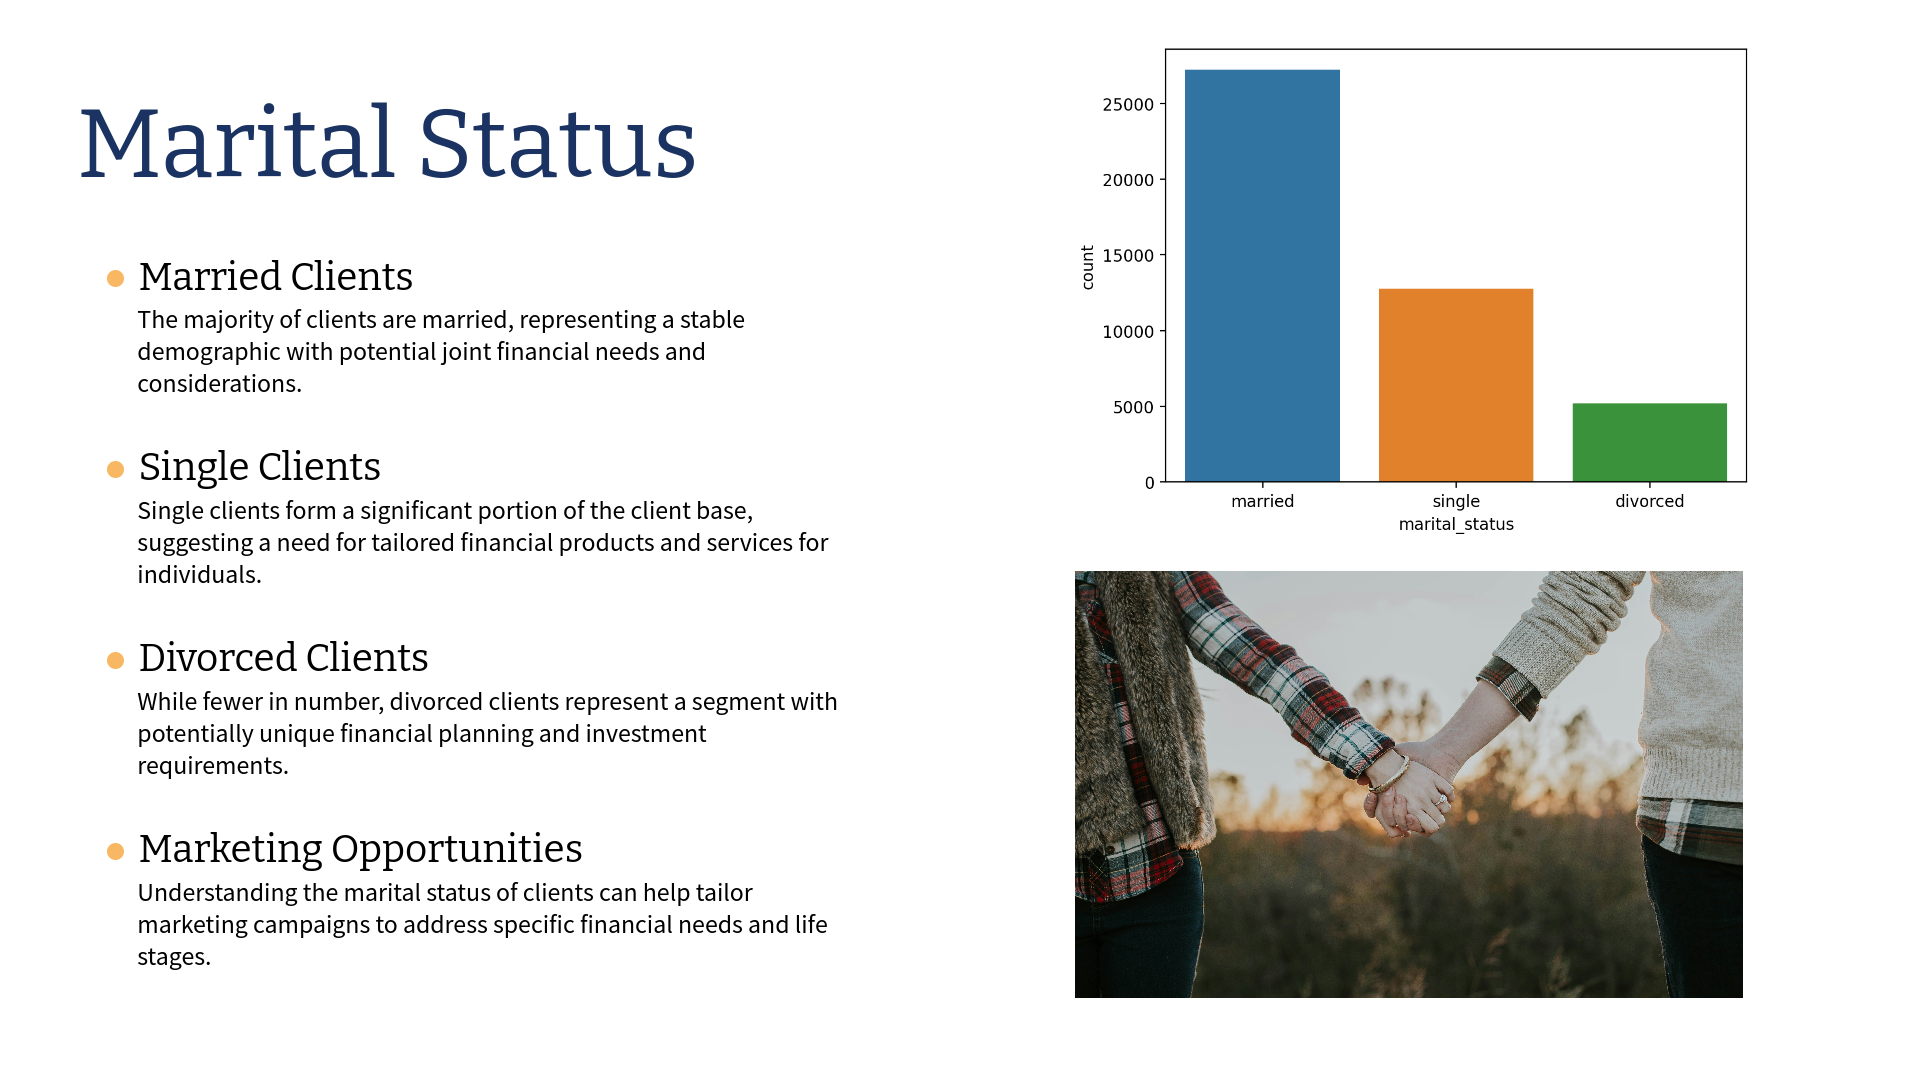 Marital Status
Married Clients
The majority of clients are married, representing a stable
demographic with potential joint financial needs and
considerations.
Single Clients
Single clients form a significant portion of the client base,
suggesting a need for tailored financial products and services for
individuals.
Divorced Clients
While fewer in number, divorced clients represent a segment with
potentially unique financial planning and investment
requirements.
Marketing Opportunities
Understanding the marital status of clients can help tailor
marketing campaigns to address specific financial needs and life
stages.
25000
20000
15000
10000
5000
0
count
married single divorced
marital_status